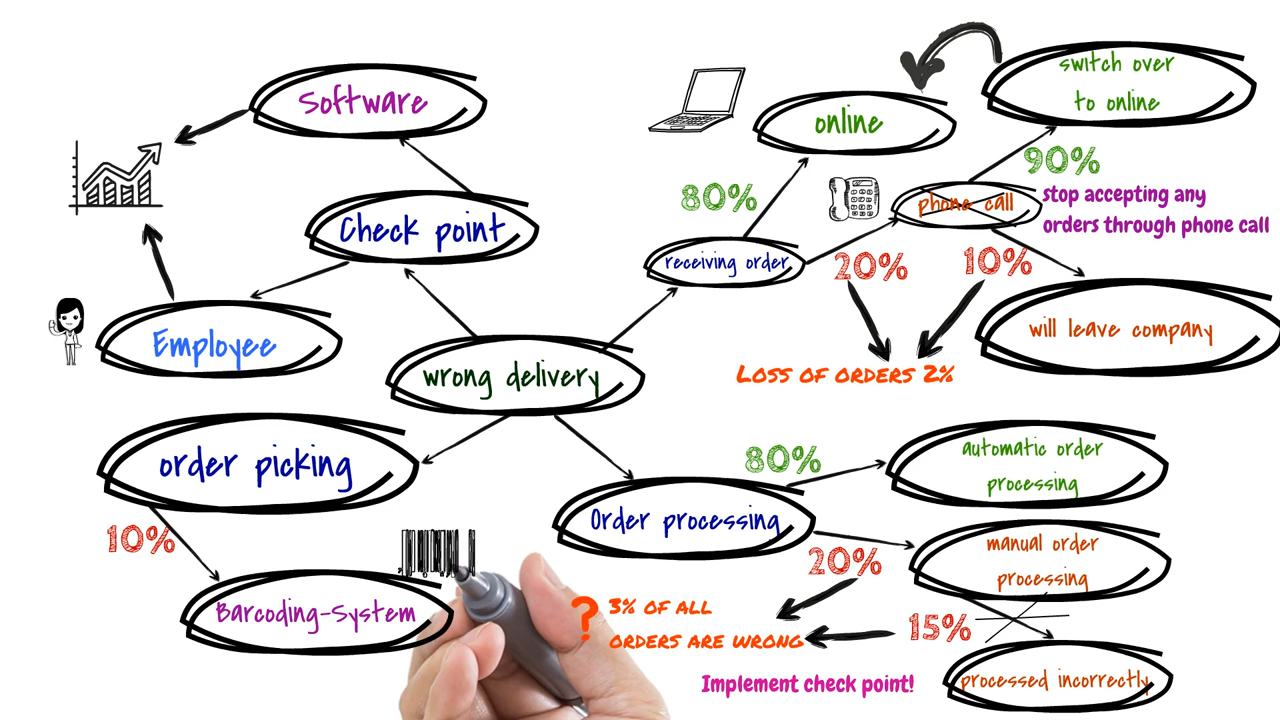 Software
Check point
Employee
wrong delivery
order picking
10%
Barcoding-System
receiving order
80%
online
20%
phone call
90%
switch over
to online
stop accepting any
orders through phone call
10%
will leave company
Loss of orders 2%
Order processing
80%
automatic order
processing
20%
manual order
processing
15%
processed incorrectly
? 3% of all
orders are wrong
Implement check point!